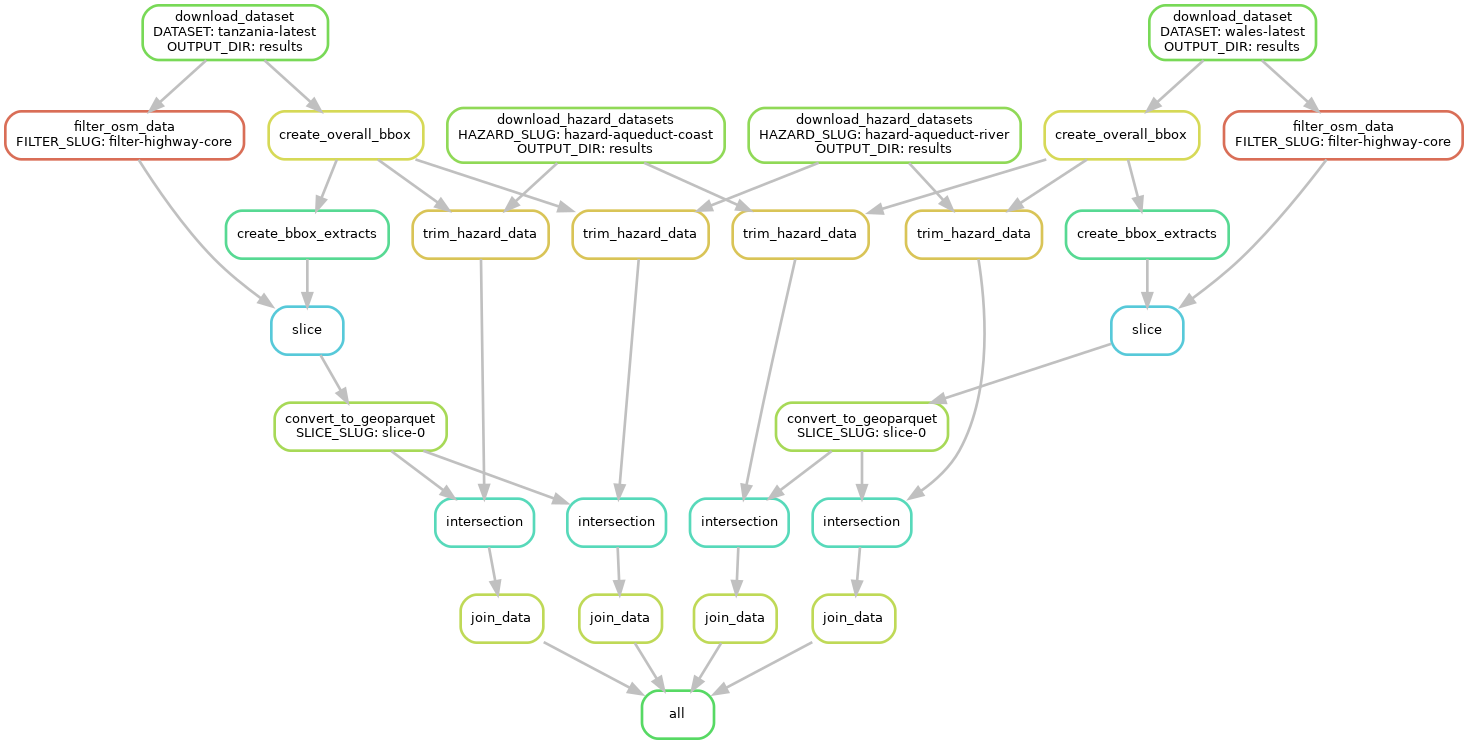 download_dataset
DATASET: tanzania-latest
OUTPUT_DIR: results
download_dataset
DATASET: wales-latest
OUTPUT_DIR: results
filter_osm_data
FILTER_SLUG: filter-highway-core
create_overall_bbox
download_hazard_datasets
HAZARD_SLUG: hazard-aqueduct-coast
OUTPUT_DIR: results
download_hazard_datasets
HAZARD_SLUG: hazard-aqueduct-river
OUTPUT_DIR: results
create_overall_bbox
filter_osm_data
FILTER_SLUG: filter-highway-core
create_bbox_extracts
trim_hazard_data
trim_hazard_data
trim_hazard_data
trim_hazard_data
create_bbox_extracts
slice
slice
convert_to_geoparquet
SLICE_SLUG: slice-0
convert_to_geoparquet
SLICE_SLUG: slice-0
intersection
intersection
intersection
intersection
join_data
join_data
join_data
join_data
all